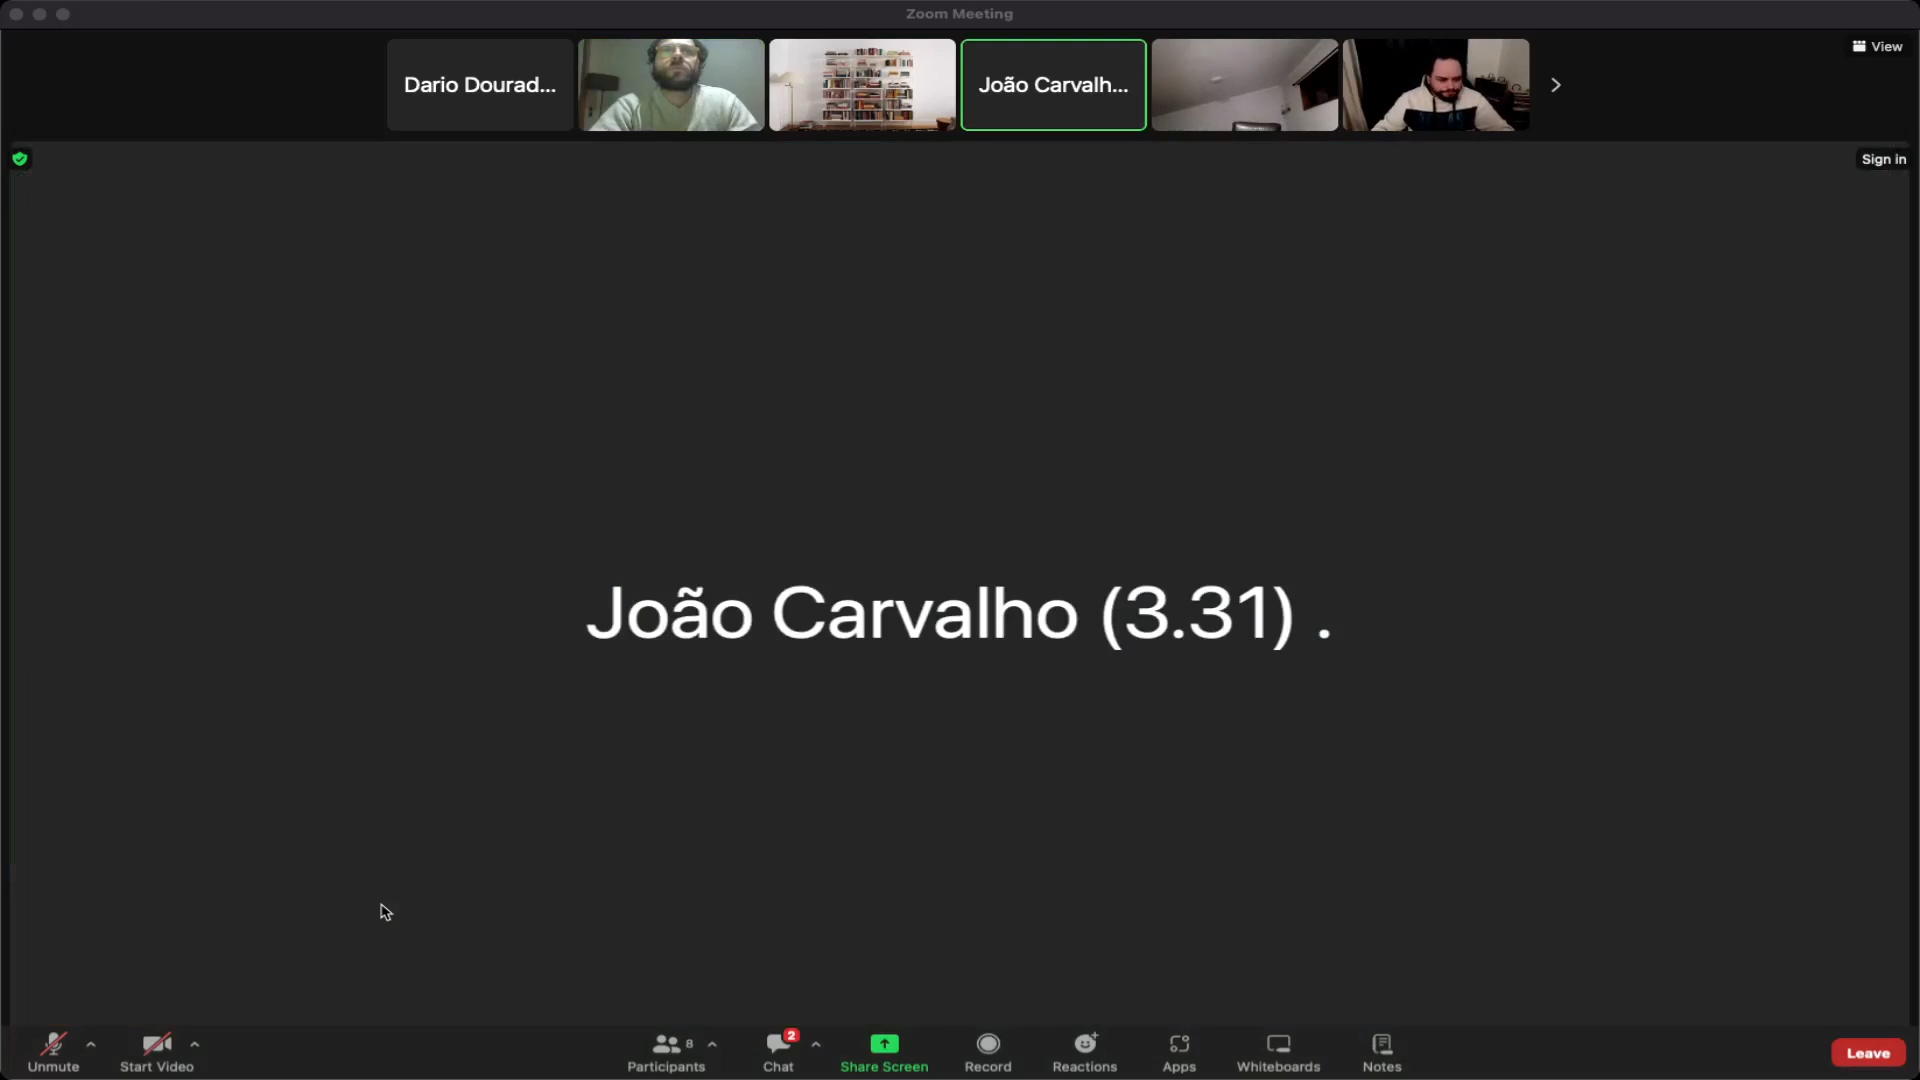 Zoom Meeting
View
Dario Dourad...
João Carvalh...
Sign in
João Carvalho (3.31) .
Unmute
Start Video
8
Participants
2
Chat
Share Screen
Record
Reactions
Apps
Whiteboards
Notes
Leave